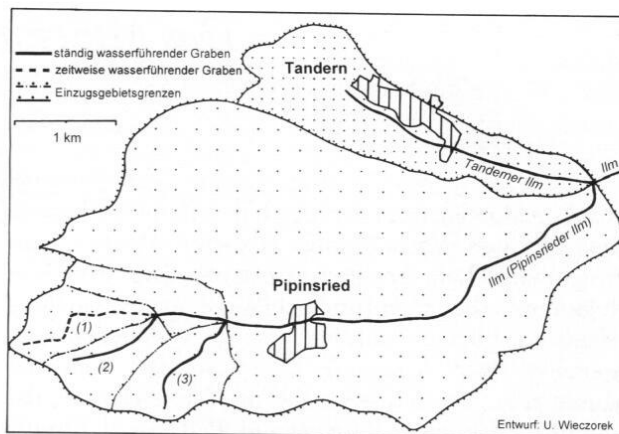 ständig wasserführender Graben
zeitweise wasserführender Graben
Einzugsgebietsgrenzen
1 km
Tandern
Tanderner Ilm
Ilm
Ilm (Pipinsrieder Ilm)
Pipinsried
(1)
(2)
(3)
Entwurf: U. Wieczorek